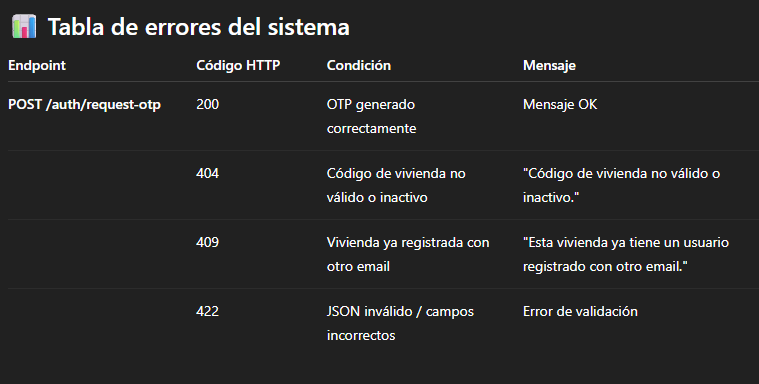 📊 Tabla de errores del sistema
Endpoint Código HTTP Condición Mensaje
POST /auth/request-otp 200 OTP generado Mensaje OK
correctamente
404 Código de vivienda no "Código de vivienda no válido o
válido o inactivo inactivo."
409 Vivienda ya registrada con "Esta vivienda ya tiene un usuario
otro email registrado con otro email."
422 JSON inválido / campos Error de validación
incorrectos